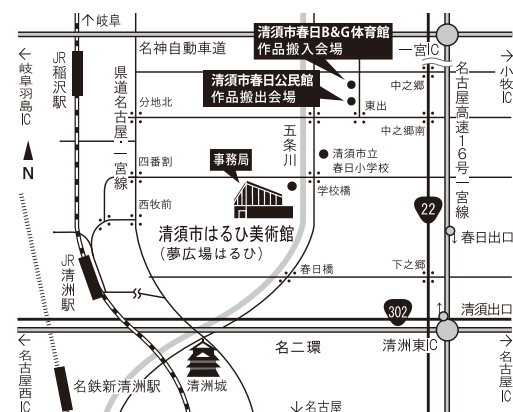 ↑岐阜
清須市春日B&G体育館
作品搬入会場
名神自動車道
一宮IC
←岐阜羽島IC
JR稲沢駅
県道名古屋・一宮線
清須市春日公民館
作品搬出会場
中之郷
→小牧IC
分地北
東出
名古屋高速16号一宮線
中之郷南
五条川
清須市立
春日小学校
四番割
事務局
N
学校橋
西牧前
22
清須市はるひ美術館
(夢広場はるひ)
↓春日出口
JR清洲駅
春日橋
下之郷
302
↑清須出口
名二環
清洲東IC
←名古屋西IC
→名古屋IC
名鉄新清洲駅
清洲城
↓名古屋